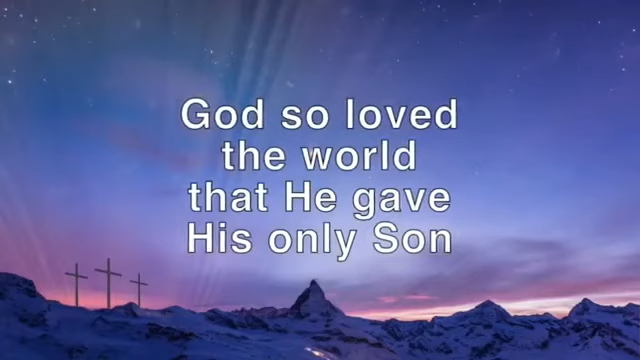 God so loved
the world
that He gave
His only Son